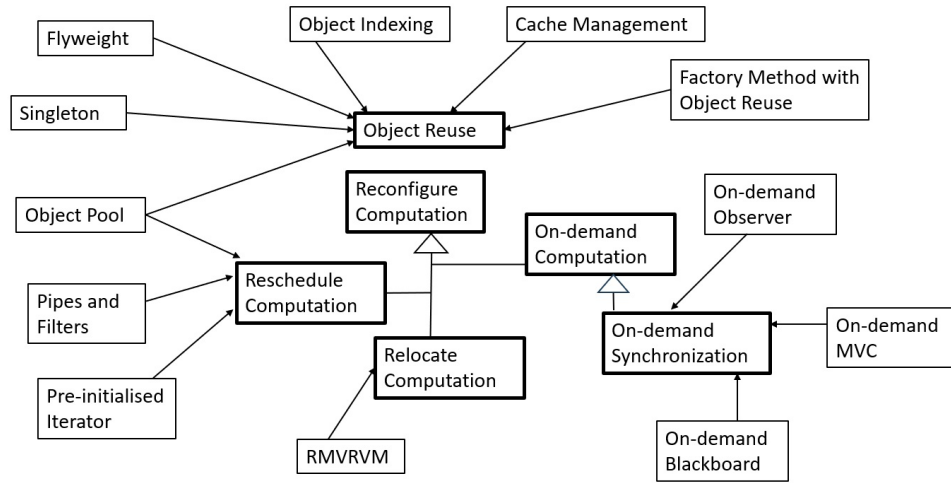 Flyweight
Object Indexing
Cache Management
Factory Method with
Object Reuse
Singleton
Object Reuse
Reconfigure
Computation
On-demand
Observer
Object Pool
On-demand
Computation
Reschedule
Computation
Pipes and
Filters
On-demand
Synchronization
On-demand
MVC
Relocate
Computation
Pre-initialised
Iterator
RMVRVM
On-demand
Blackboard